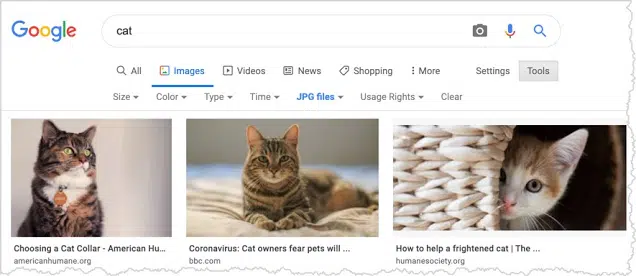 Google
cat
All Images Videos News Shopping More Settings Tools
Size Color Type Time JPG files Usage Rights Clear
Choosing a Cat Collar - American Hu...
americanhumane.org
Coronavirus: Cat owners fear pets will ...
bbc.com
How to help a frightened cat | The ...
humanesociety.org